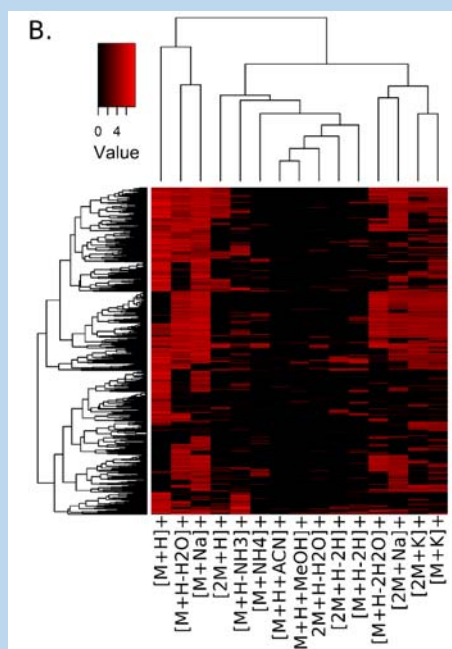 B.
0 4
Value
[M+H]+
[M+H-H2O]+
[M+Na]+
[2M+H]+
[M+H-NH3]+
[M+NH4]+
[M+H+ACN]+
M+H+MeOH]+
2M+H-H2O]+
[2M+H-2H]+
[M+H-2H]+
[M+H-2H2O]+
[2M+Na]+
[2M+K]+
[M+K]+